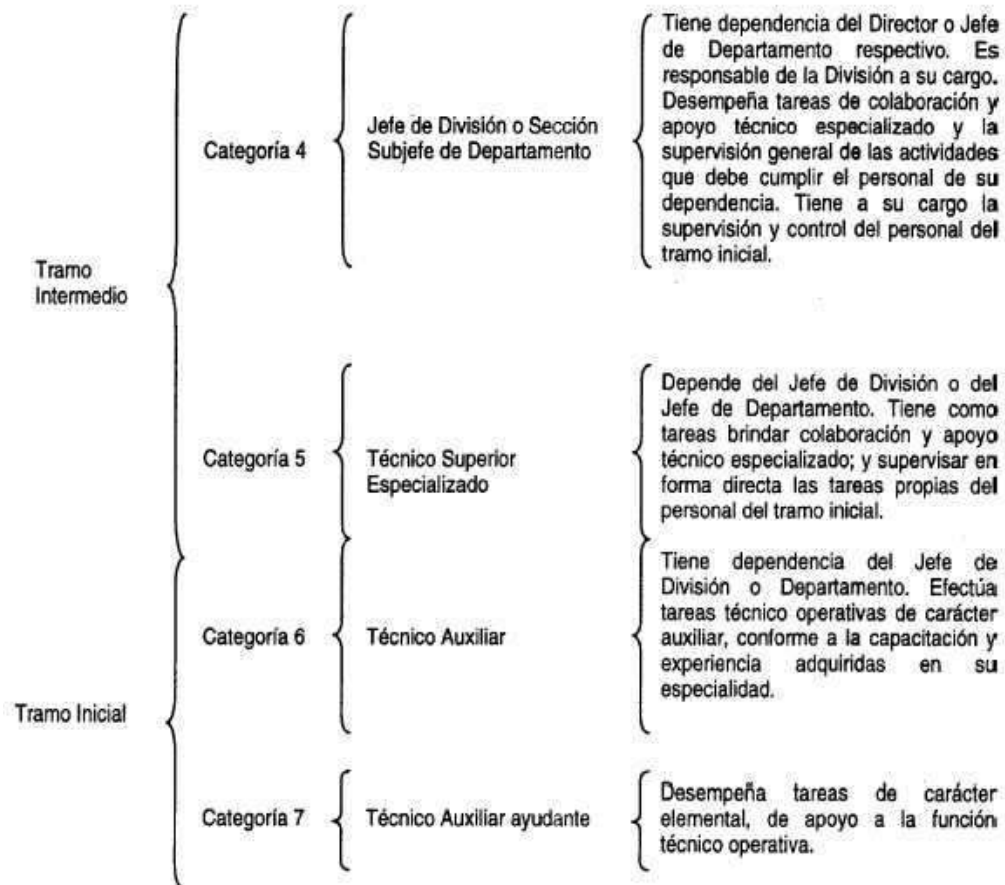 Tramo
Intermedio
Categoría 4
Jefe de División o Sección
Subjefe de Departamento
Tiene dependencia del Director o Jefe
de Departamento respectivo. Es
responsable de la División a su cargo.
Desempeña tareas de colaboración y
apoyo técnico especializado y la
supervisión general de las actividades
que debe cumplir el personal de su
dependencia. Tiene a su cargo la
supervisión y control del personal del
tramo inicial.
Categoría 5
Técnico Superior
Especializado
Depende del Jefe de División o del
Jefe de Departamento. Tiene como
tareas brindar colaboración y apoyo
técnico especializado; y supervisar en
forma directa las tareas propias del
personal del tramo inicial.
Tramo Inicial
Categoría 6
Técnico Auxiliar
Tiene dependencia del Jefe de
División o Departamento. Efectúa
tareas técnico operativas de carácter
auxiliar, conforme a la capacitación y
experiencia adquiridas en su
especialidad.
Categoría 7
Técnico Auxiliar ayudante
Desempeña tareas de carácter
elemental, de apoyo a la función
técnico operativa.